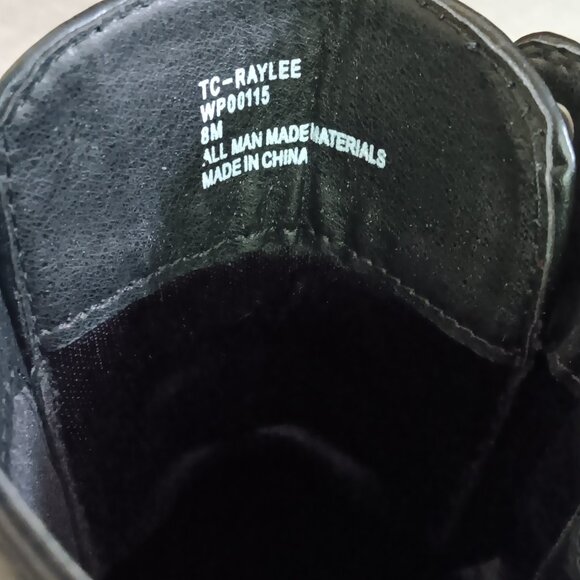 TC-RAYLEE
WP00115
8M
ALL MAN MADE MATERIALS
MADE IN CHINA